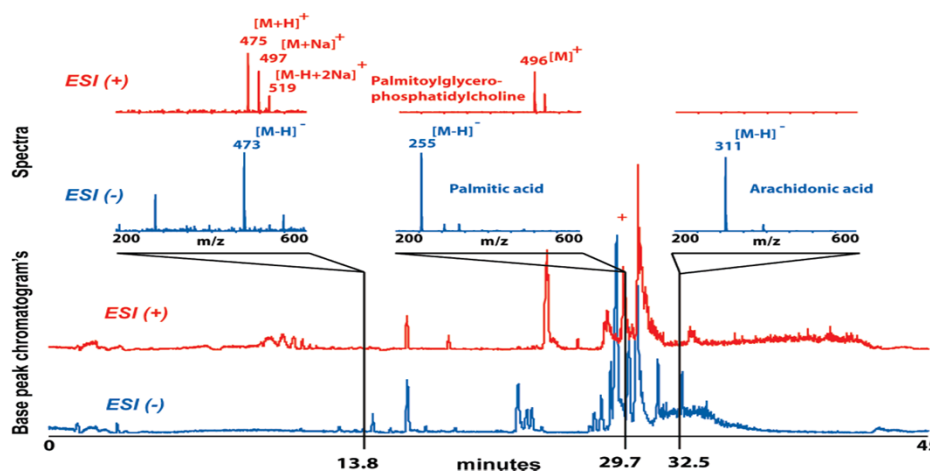 [M+H]+
475 [M+Na]+
497
[M-H+2Na]+
519
ESI (+)
Palmitoylglycero-
phosphatidylcholine
496 [M]+
Spectra
[M-H]-
473
[M-H]-
255
[M-H]-
311
ESI (-)
Palmitic acid
Arachidonic acid
200 m/z 600
200 m/z 600
200 m/z 600
+
Base peak chromatogram's
ESI (+)
ESI (-)
0 45
13.8 minutes 29.7 32.5